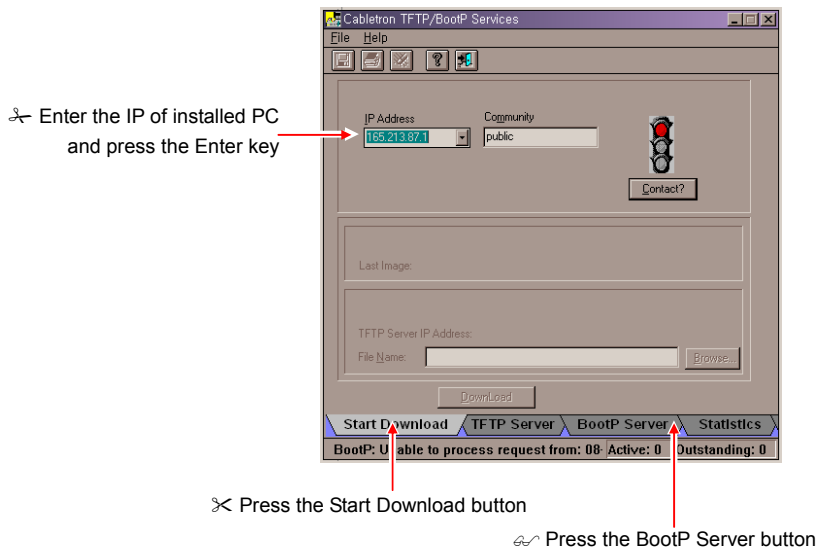 Cabletron TFTP/BootP Services
File Help
Enter the IP of installed PC
and press the Enter key
IP Address
Community
165.213.87.1
public
Contact?
Last Image:
TFTP Server IP Address:
File Name:
Browse...
DownLoad
Start Download TFTP Server BootP Server Statistics
BootP: Unable to process request from: 08- Active: 0 Outstanding: 0
Press the Start Download button
Press the BootP Server button